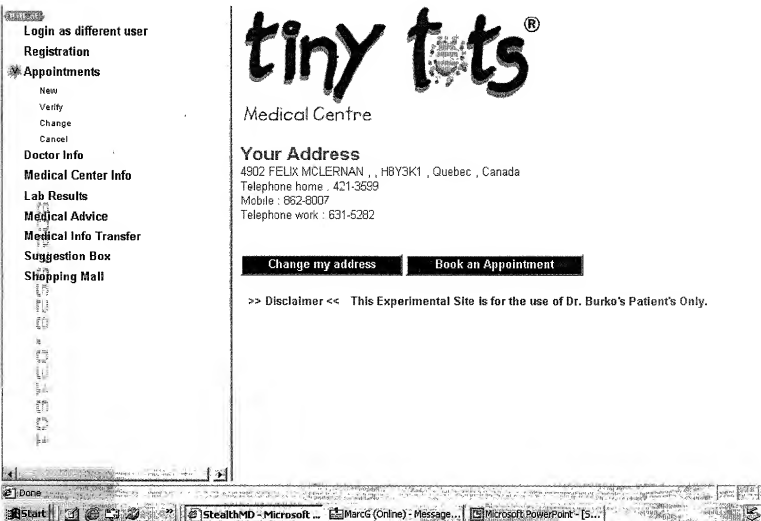 Login as different user
Registration
Appointments
New
Verify
Change
Cancel
Doctor Info
Medical Center Info
Lab Results
Medical Advice
Medical Info Transfer
Suggestion Box
Shopping Mall
tiny tots®
Medical Centre
Your Address
4902 FELIX MCLERNAN , , H8Y3K1 , Quebec , Canada
Telephone home . 421-3599
Mobile : 862-8007
Telephone work : 631-5282
Change my address
Book an Appointment
>> Disclaimer << This Experimental Site is for the use of Dr. Burko's Patient's Only.
Done
Start
»
StealthMD - Microsoft ...
MarcG (Online) - Message...
Microsoft PowerPoint - [S...